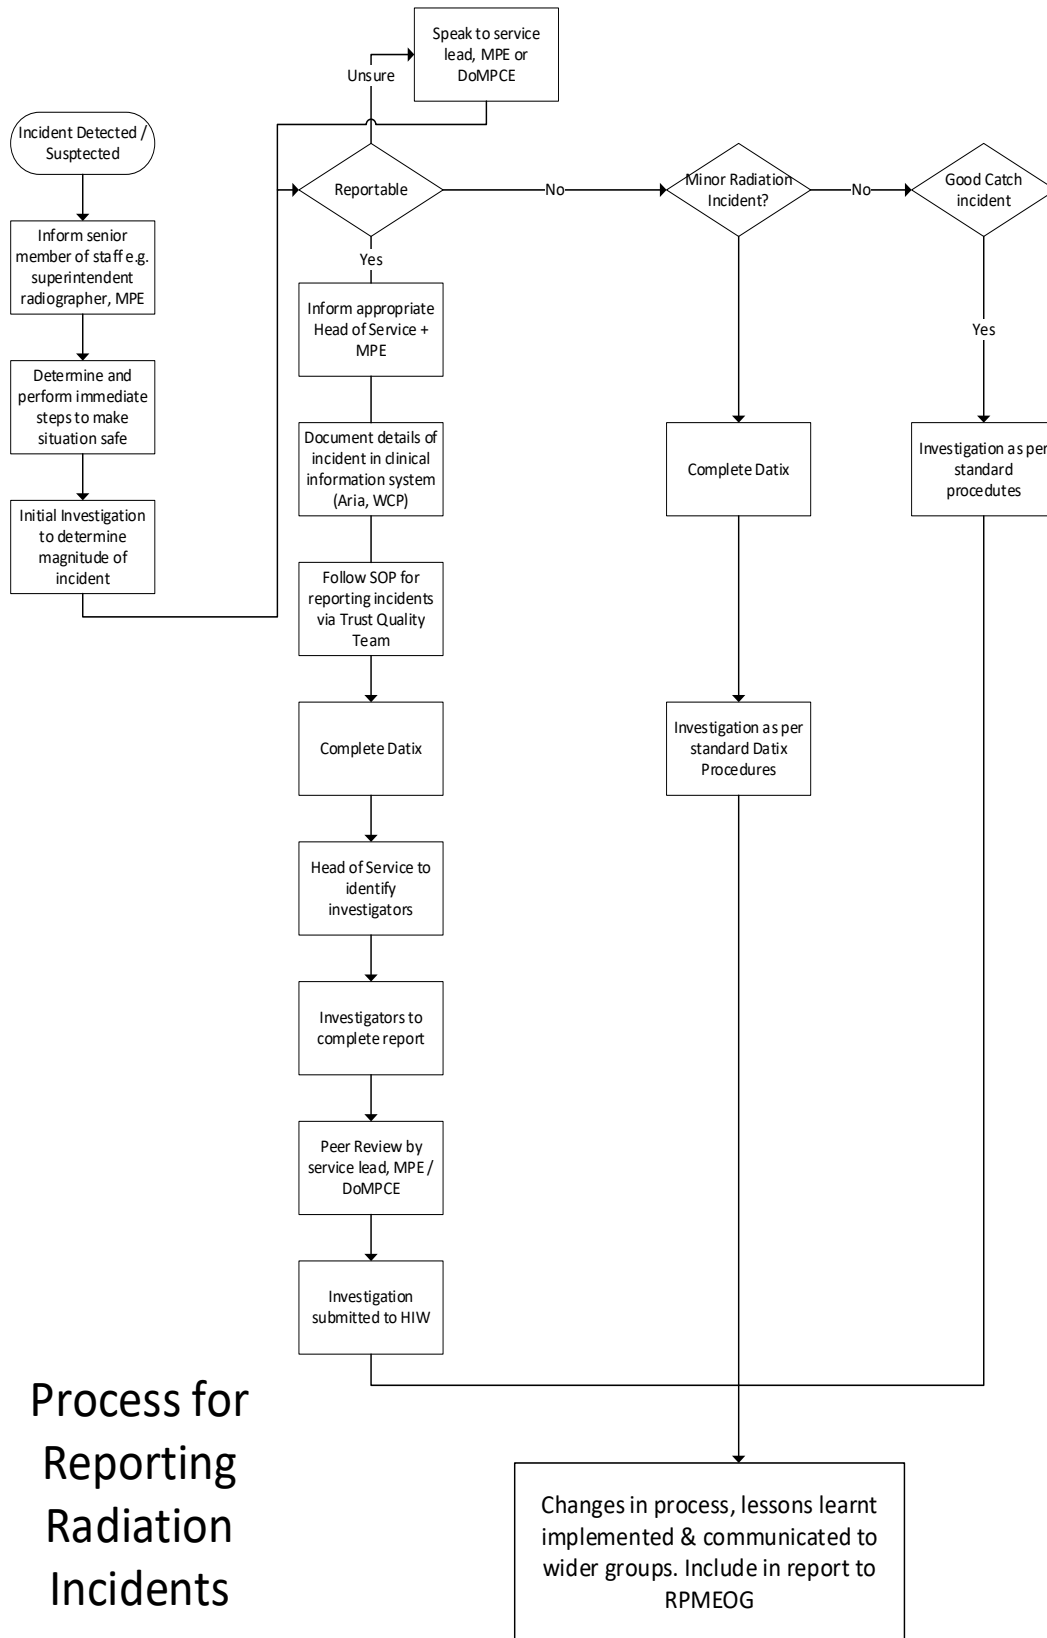 Speak to service
lead, MPE or
DoMPCE
Unsure
Incident Detected /
Susptected
Reportable
No
Minor Radiation
Incident?
No
Good Catch
incident
Inform senior
member of staff e.g.
superintendent
radiographer, MPE
Yes
Inform appropriate
Head of Service +
MPE
Yes
Determine and
perform immediate
steps to make
situation safe
Document details of
incident in clinical
information system
(Aria, WCP)
Complete Datix
Investigation as per
standard
procedutes
Initial Investigation
to determine
magnitude of
incident
Follow SOP for
reporting incidents
via Trust Quality
Team
Complete Datix
Investigation as per
standard Datix
Procedures
Head of Service to
identify
investigators
Investigators to
complete report
Peer Review by
service lead, MPE /
DoMPCE
Investigation
submitted to HIW
Process for
Reporting
Radiation
Incidents
Changes in process, lessons learnt
implemented & communicated to
wider groups. Include in report to
RPMEOG